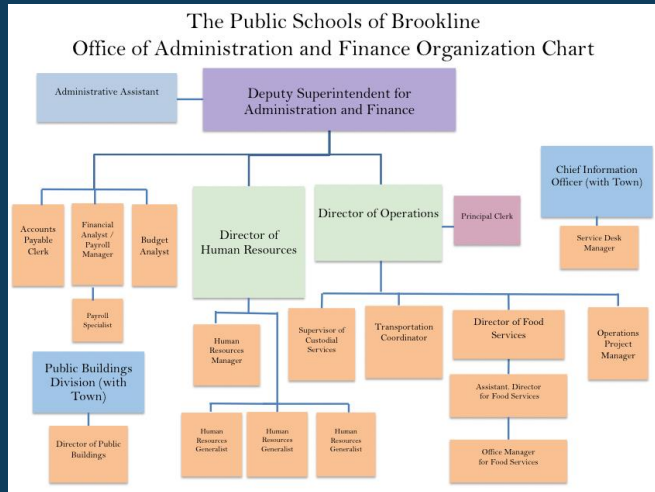 The Public Schools of Brookline
Office of Administration and Finance Organization Chart
Administrative Assistant
Deputy Superintendent for
Administration and Finance
Chief Information
Officer (with Town)
Service Desk
Manager
Accounts
Payable
Clerk
Financial
Analyst /
Payroll
Manager
Budget
Analyst
Director of
Human Resources
Director of Operations
Principal Clerk
Payroll
Specialist
Human
Resources
Manager
Supervisor of
Custodial
Services
Transportation
Coordinator
Director of Food
Services
Operations
Project
Manager
Public Buildings
Division (with
Town)
Assistant. Director
for Food Services
Director of Public
Buildings
Human
Resources
Generalist
Human
Resources
Generalist
Human
Resources
Generalist
Office Manager
for Food Services